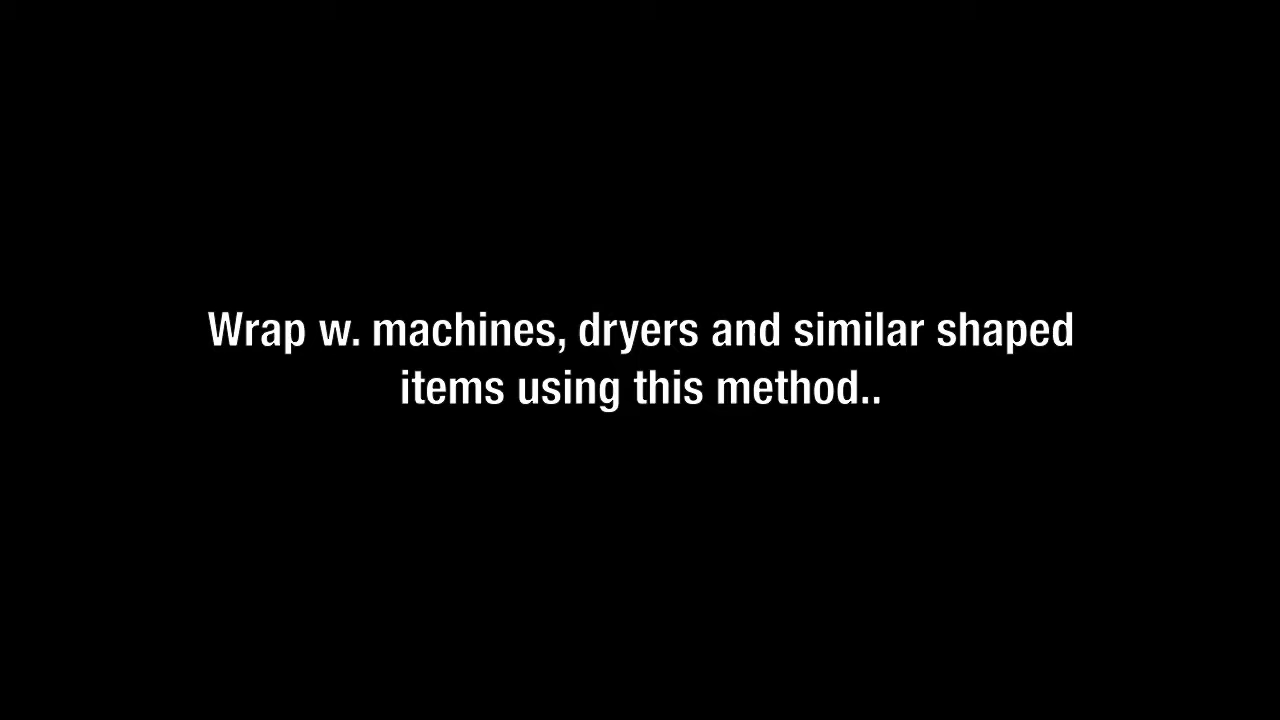 Wrap w. machines, dryers and similar shaped
items using this method..